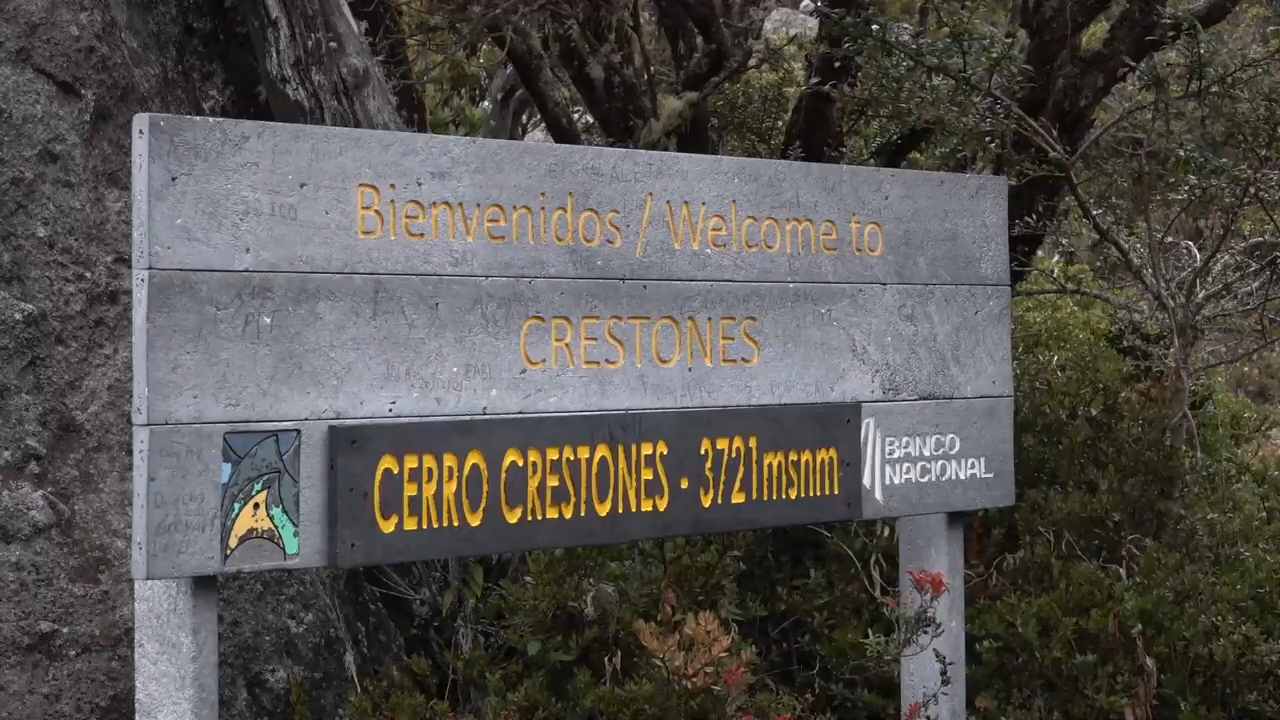 Bienvenidos / Welcome to
CRESTONES
CERRO CRESTONES - 3721msnm
BANCO
NACIONAL